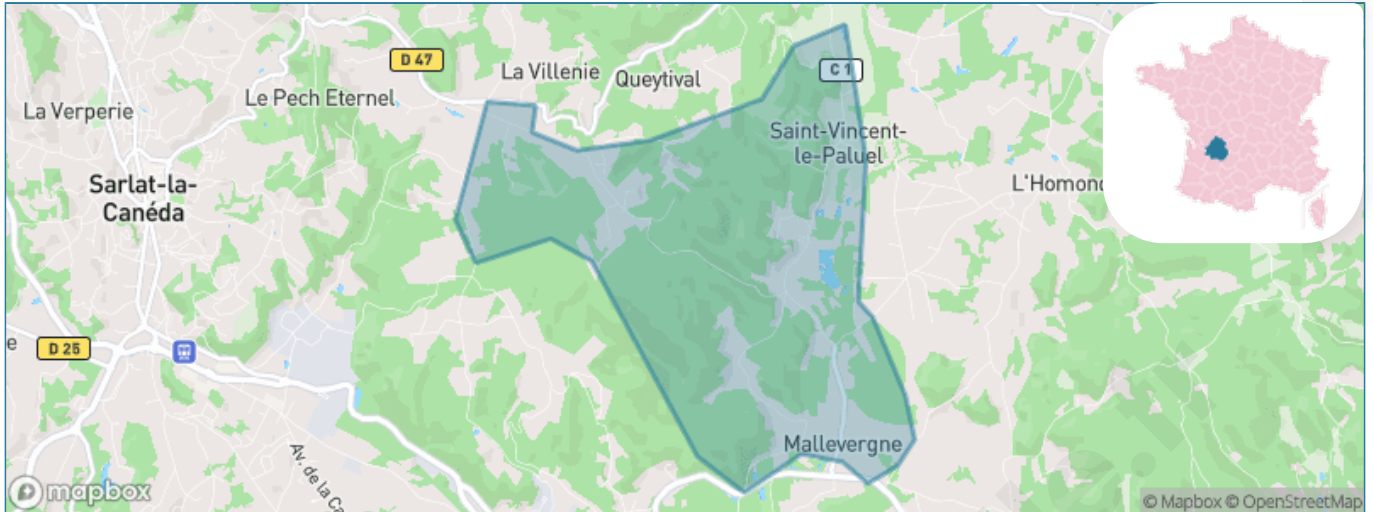 D 47
La Villenie
Queytival
C 1
La Verperie
Le Pech Eternel
Saint-Vincent-
le-Paluel
Sarlat-la-
Canéda
L'Homond
e
D 25
Mallevergne
Av. de la Ca
mapbox
© Mapbox © OpenStreetMap